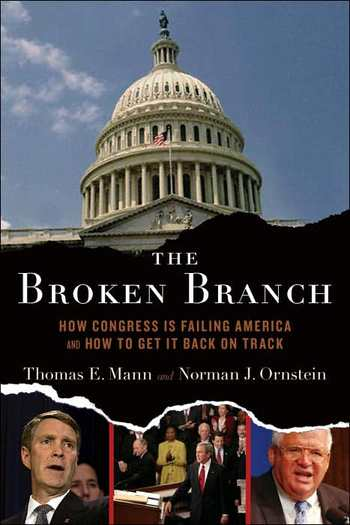 THE
BROKEN BRANCH
HOW CONGRESS IS FAILING AMERICA
AND HOW TO GET IT BACK ON TRACK
Thomas E. Mann and Norman J. Ornstein